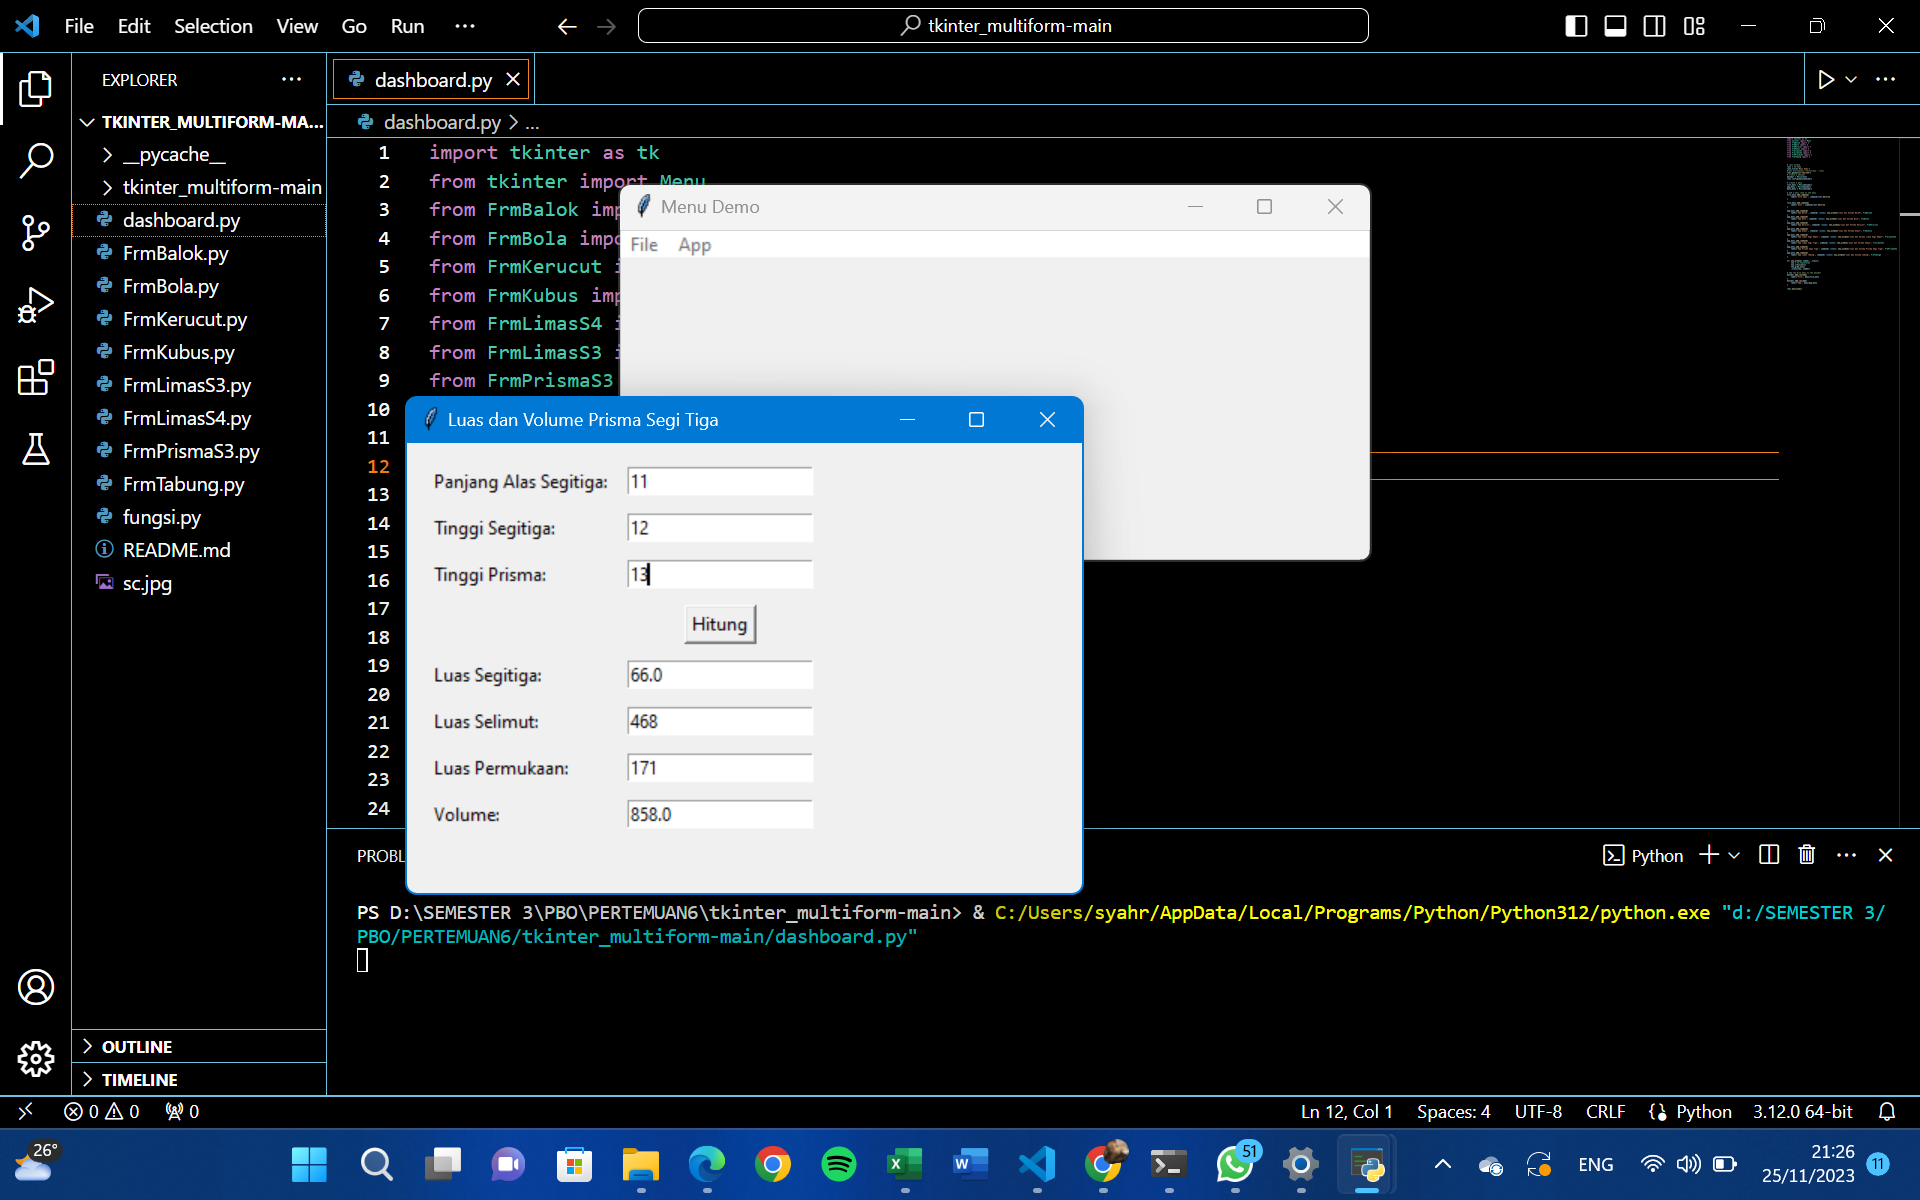 File Edit Selection View Go Run ···
tkinter_multiform-main
EXPLORER
TKINTER_MULTIFORM-MA...
__pycache__
tkinter_multiform-main
dashboard.py
FrmBalok.py
FrmBola.py
FrmKerucut.py
FrmKubus.py
FrmLimasS3.py
FrmLimasS4.py
FrmPrismaS3.py
FrmTabung.py
fungsi.py
README.md
sc.jpg
OUTLINE
TIMELINE
dashboard.py
dashboard.py > ...
1 import tkinter as tk
2 from tkinter import Menu
3 from FrmBalok imp
4 from FrmBola impo
5 from FrmKerucut i
6 from FrmKubus imp
7 from FrmLimasS4 i
8 from FrmLimasS3 i
9 from FrmPrismaS3
10
11
12
13
14
15
16
17
18
19
20
21
22
23
24
Menu Demo
File App
Luas dan Volume Prisma Segi Tiga
Panjang Alas Segitiga: 11
Tinggi Segitiga: 12
Tinggi Prisma: 13
Hitung
Luas Segitiga: 66.0
Luas Selimut: 468
Luas Permukaan: 171
Volume: 858.0
PROBL
Python
PS D:\SEMESTER 3\PBO\PERTEMUAN6\tkinter_multiform-main> & C:/Users/syahr/AppData/Local/Programs/Python/Python312/python.exe "d:/SEMESTER 3/
PBO/PERTEMUAN6/tkinter_multiform-main/dashboard.py"
0 0 0
Ln 12, Col 1 Spaces: 4 UTF-8 CRLF Python 3.12.0 64-bit
26°
51
ENG
21:26
25/11/2023
11